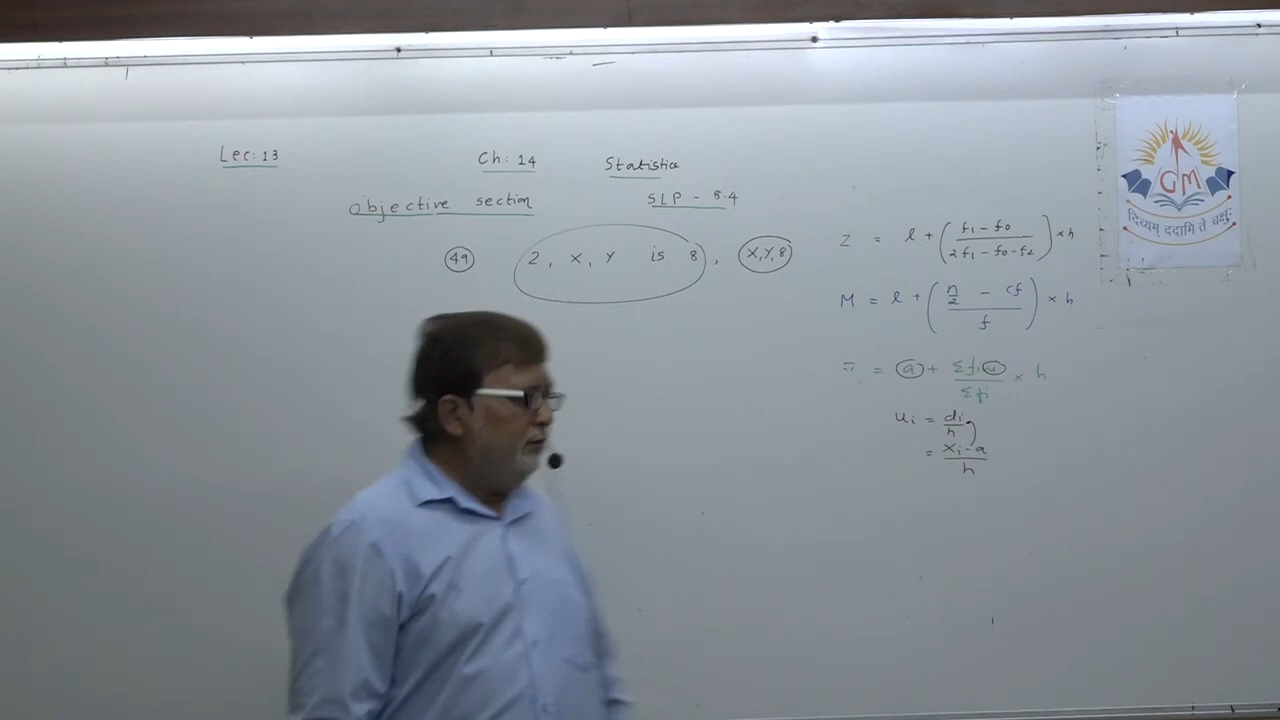 Lec: 13 Ch: 14 Statistics
Objective section SLP - 8.4
49 2, X, Y is 8, X,Y,8
Z = l + ( f1 - f0 / 2f1 - f0 - f2 ) × h
M = l + ( n/2 - cf / f ) × h
= a + Σfiui / Σfi × h
ui = di / h
= xi - a / h
GM
दिव्यम् ददामि ते चक्षुः